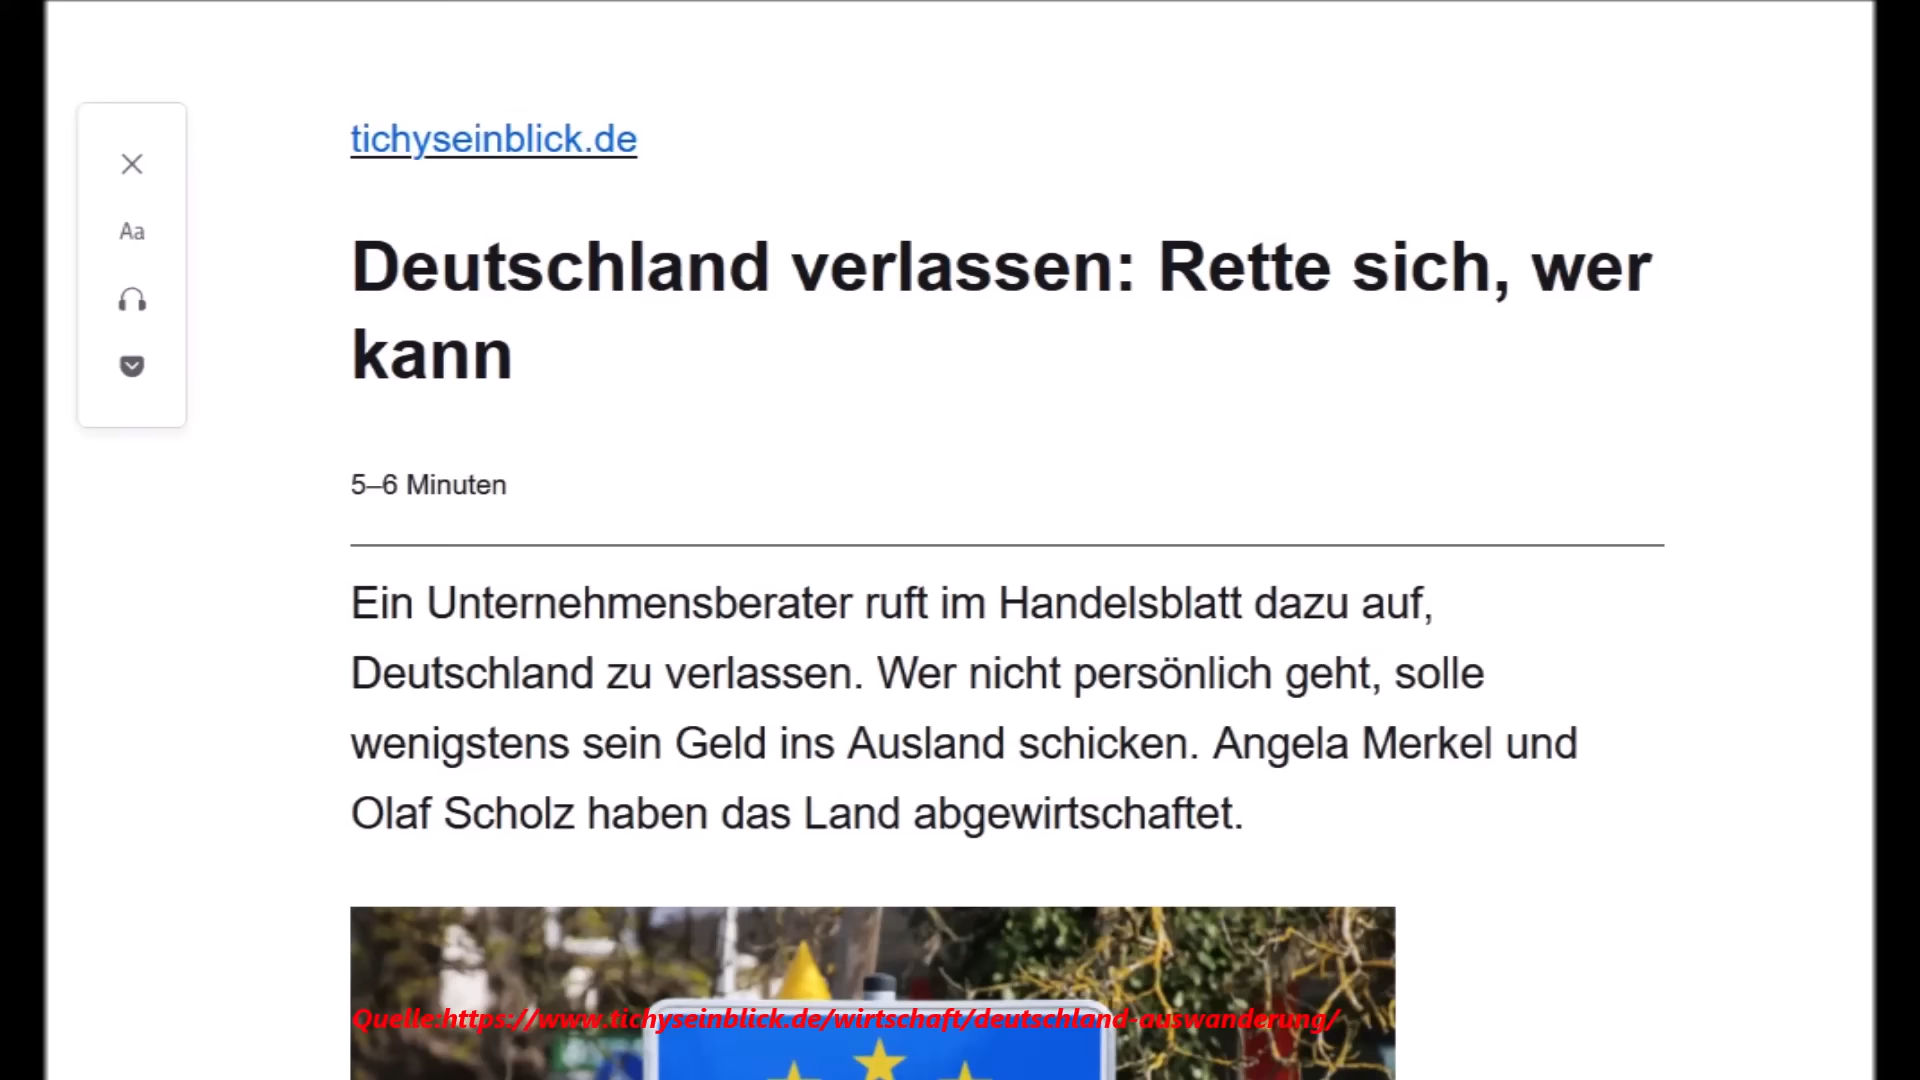 tichyseinblick.de
Aa
Deutschland verlassen: Rette sich, wer
kann
5–6 Minuten
Ein Unternehmensberater ruft im Handelsblatt dazu auf,
Deutschland zu verlassen. Wer nicht persönlich geht, solle
wenigstens sein Geld ins Ausland schicken. Angela Merkel und
Olaf Scholz haben das Land abgewirtschaftet.
Quelle:https://www.tichyseinblick.de/wirtschaft/deutschland-auswanderung/